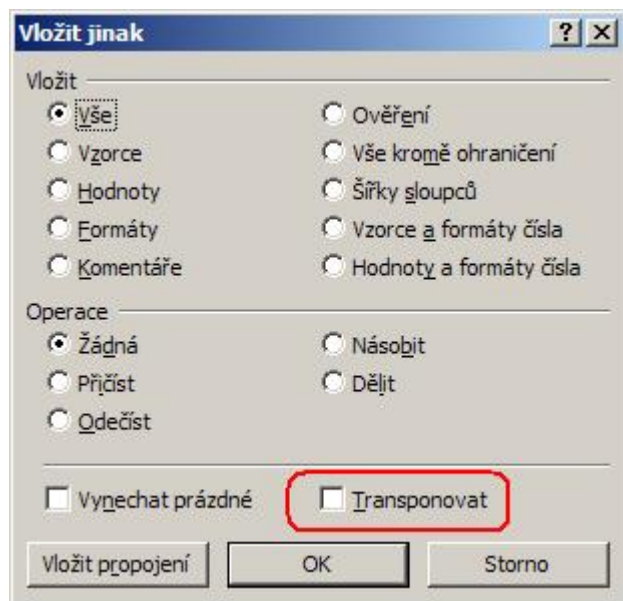 Vložit jinak
Vložit
Vše
Ověření
Vzorce
Vše kromě ohraničení
Hodnoty
Šířky sloupců
Formáty
Vzorce a formáty čísla
Komentáře
Hodnoty a formáty čísla
Operace
Žádná
Násobit
Přičíst
Dělit
Odečíst
Vynechat prázdné
Transponovat
Vložit propojení
OK
Storno